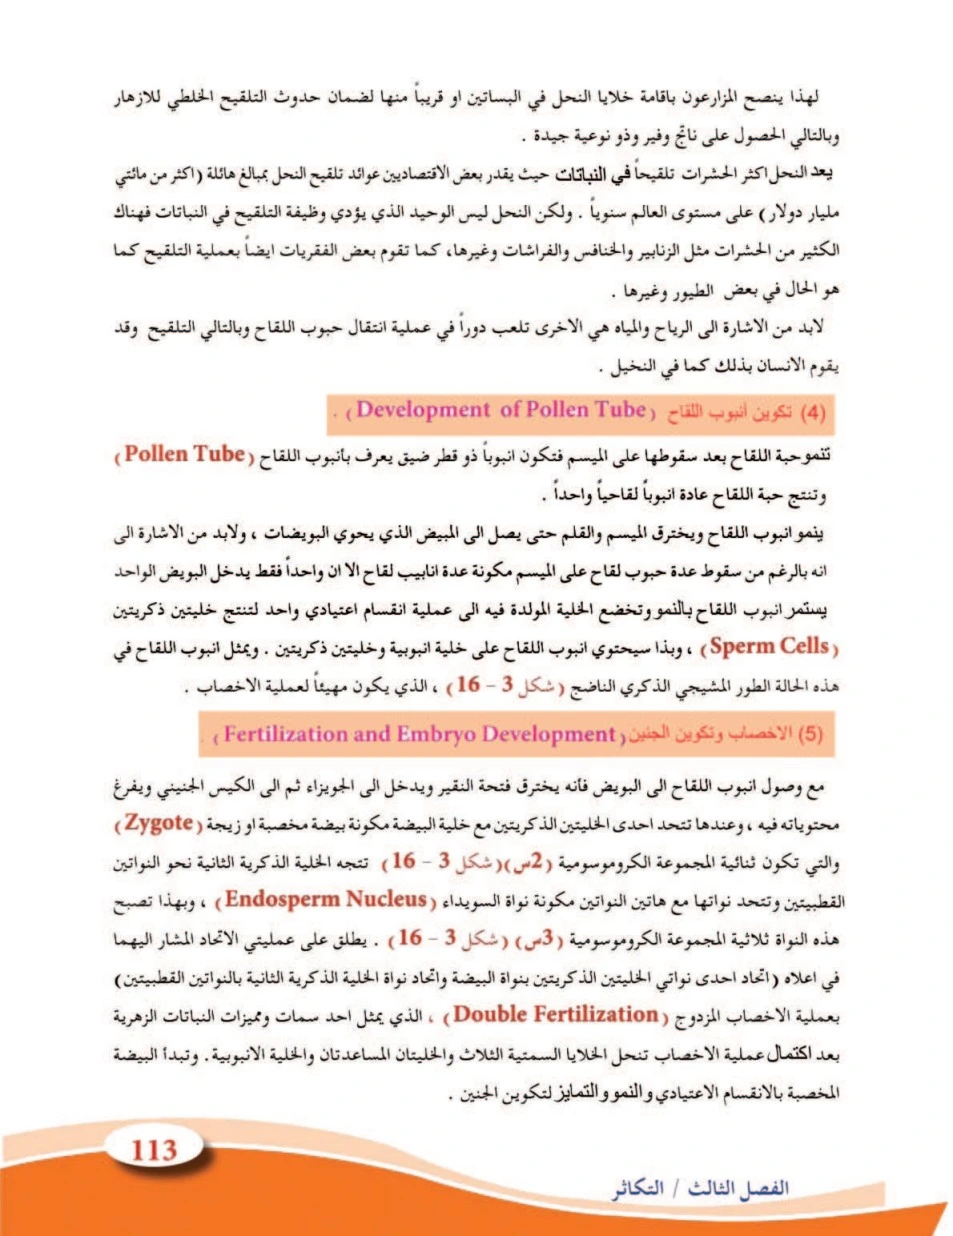 لهذا ينصح المزارعون باقامة خلايا النحل في البساتين او قريباً منها لضمان حدوث التلقيح الخلطي للازهار
وبالتالي الحصول على ناتج وفير وذو نوعية جيدة .
يعد النحل اكثر الحشرات تلقيحاً في النباتات حيث يقدر بعض الاقتصاديين عوائد تلقيح النحل بمبالغ هائلة (اكثر من مائتي
مليار دولار) على مستوى العالم سنوياً . ولكن النحل ليس الوحيد الذي يؤدي وظيفة التلقيح في النباتات فهناك
الكثير من الحشرات مثل الزنابير والخنافس والفراشات وغيرها، كما تقوم بعض الفقريات ايضاً بعملية التلقيح كما
هو الحال في بعض الطيور وغيرها .
لابد من الاشارة الى الرياح والمياه هي الاخرى تلعب دوراً في عملية انتقال حبوب اللقاح وبالتالي التلقيح وقد
يقوم الانسان بذلك كما في النخيل .
(4) تكوين أنبوب اللقاح (Development of Pollen Tube) .
تنمو حبة اللقاح بعد سقوطها على الميسم فتكون انبوباً ذو قطر ضيق يعرف بأنبوب اللقاح (Pollen Tube)
وتنتج حبة اللقاح عادة انبوباً لقاحياً واحداً .
ينمو انبوب اللقاح ويخترق الميسم والقلم حتى يصل الى المبيض الذي يحوي البويضات ، ولابد من الاشارة الى
انه بالرغم من سقوط عدة حبوب لقاح على الميسم مكونة عدة انابيب لقاح الا ان واحداً فقط يدخل البويض الواحد
يستمر انبوب اللقاح بالنمو وتخضع الخلية المولدة فيه الى عملية انقسام اعتيادي واحد لتنتج خليتين ذكريتين
(Sperm Cells) ، وبذا سيحتوي انبوب اللقاح على خلية انبوبية وخليتين ذكريتين . ويمثل انبوب اللقاح في
هذه الحالة الطور المشيجي الذكري الناضج (شكل 3 - 16) ، الذي يكون مهيئاً لعملية الاخصاب .
(5) الاخصاب وتكوين الجنين (Fertilization and Embryo Development) .
مع وصول انبوب اللقاح الى البويض فأنه يخترق فتحة النقير ويدخل الى الجويزاء ثم الى الكيس الجنيني ويفرغ
محتوياته فيه ، وعندها تتحد احدى الخليتين الذكريتين مع خلية البيضة مكونة بيضة مخصبة او زيجة (Zygote)
والتي تكون ثنائية المجموعة الكروموسومية (2س)(شكل 3 - 16) تتجه الخلية الذكرية الثانية نحو النواتين
القطبيتين وتتحد نواتها مع هاتين النواتين مكونة نواة السويداء (Endosperm Nucleus) ، وبهذا تصبح
هذه النواة ثلاثية المجموعة الكروموسومية (3س) (شكل 3 - 16) . يطلق على عمليتي الاتحاد المشار اليهما
في اعلاه (اتحاد احدى نواتي الخليتين الذكريتين بنواة البيضة واتحاد نواة الخلية الذكرية الثانية بالنواتين القطبيتين)
بعملية الاخصاب المزدوج (Double Fertilization) ، الذي يمثل احد سمات ومميزات النباتات الزهرية
بعد اكتمال عملية الاخصاب تنحل الخلايا السمتية الثلاث والخليتان المساعدتان والخلية الانبوبية. وتبدأ البيضة
المخصبة بالانقسام الاعتيادي والنمو والتمايز لتكوين الجنين .
113
الفصل الثالث / التكاثر